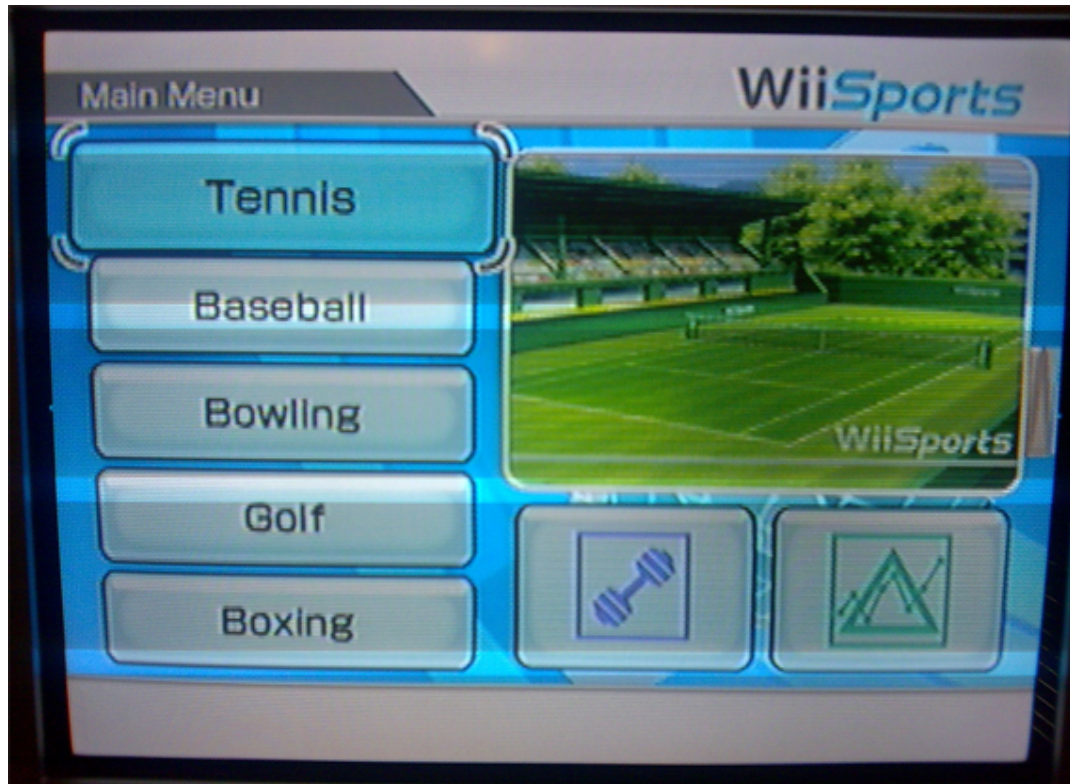 Main Menu
WiiSports
Tennis
Baseball
Bowling
Golf
Boxing
WiiSports